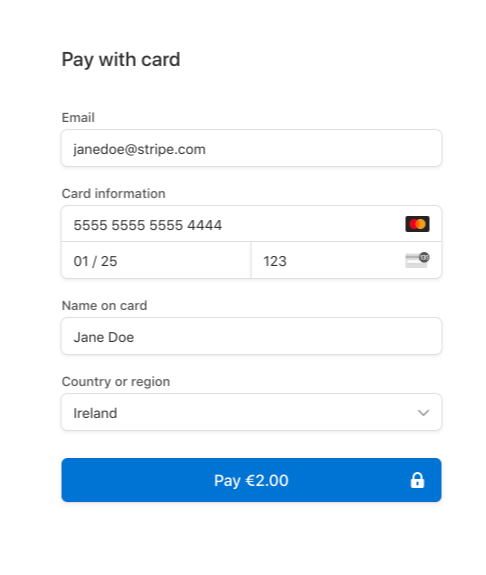 Pay with card
Email
janedoe@stripe.com
Card information
5555 5555 5555 4444
01 / 25 123
Name on card
Jane Doe
Country or region
Ireland
Pay €2.00